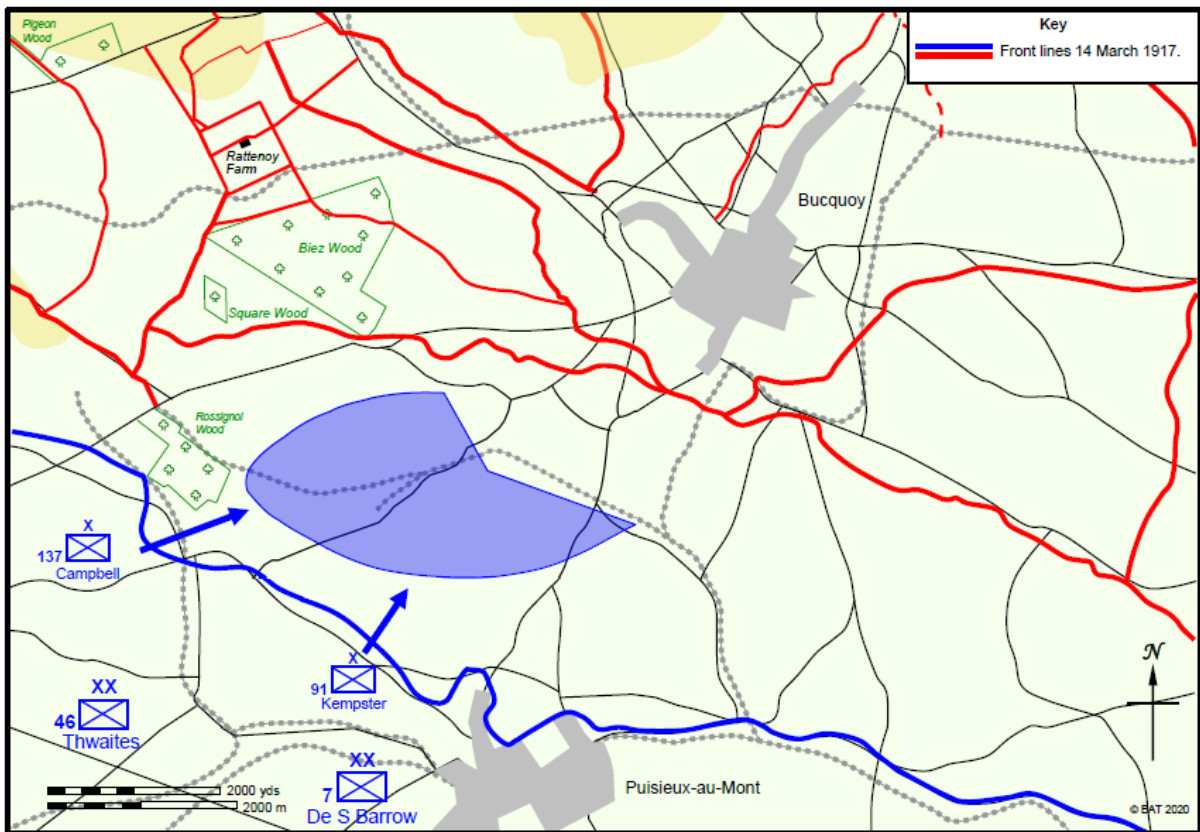 Pigeon
Wood
Key
Front lines 14 March 1917.
Rattenoy
Farm
Bucquoy
Biez Wood
Square Wood
Rossignol
Wood
X
137
Campbell
X
91
Kempster
N
XX
46
Thwaites
XX
7
De S Barrow
Puisieux-au-Mont
2000 yds
2000 m
© BAT 2020